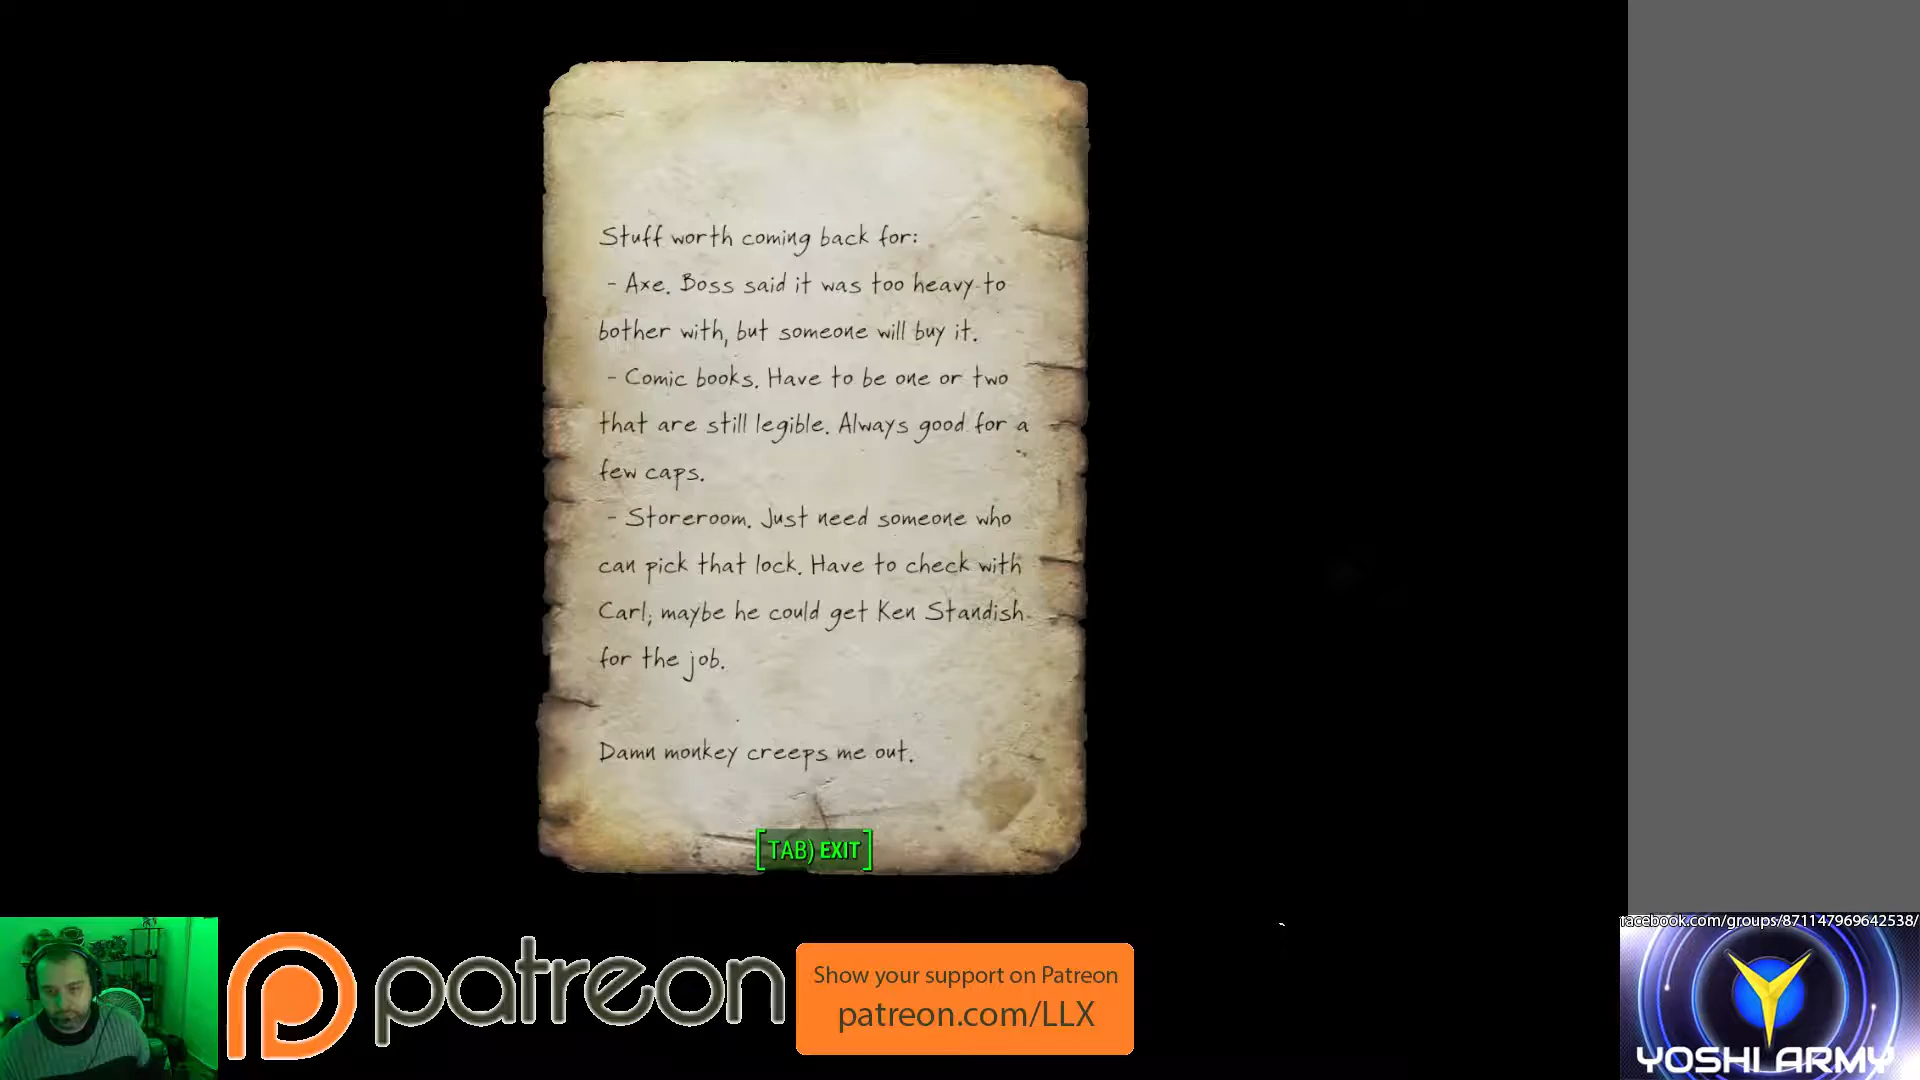 Stuff worth coming back for:
- Axe. Boss said it was too heavy to
bother with, but someone will buy it.
- Comic books. Have to be one or two
that are still legible. Always good for a
few caps.
- Storeroom. Just need someone who
can pick that lock. Have to check with
Carl; maybe he could get Ken Standish
for the job.
Damn monkey creeps me out.
TAB) EXIT
patreon
Show your support on Patreon
patreon.com/LLX
facebook.com/groups/871147969642538/
YOSHI ARMY